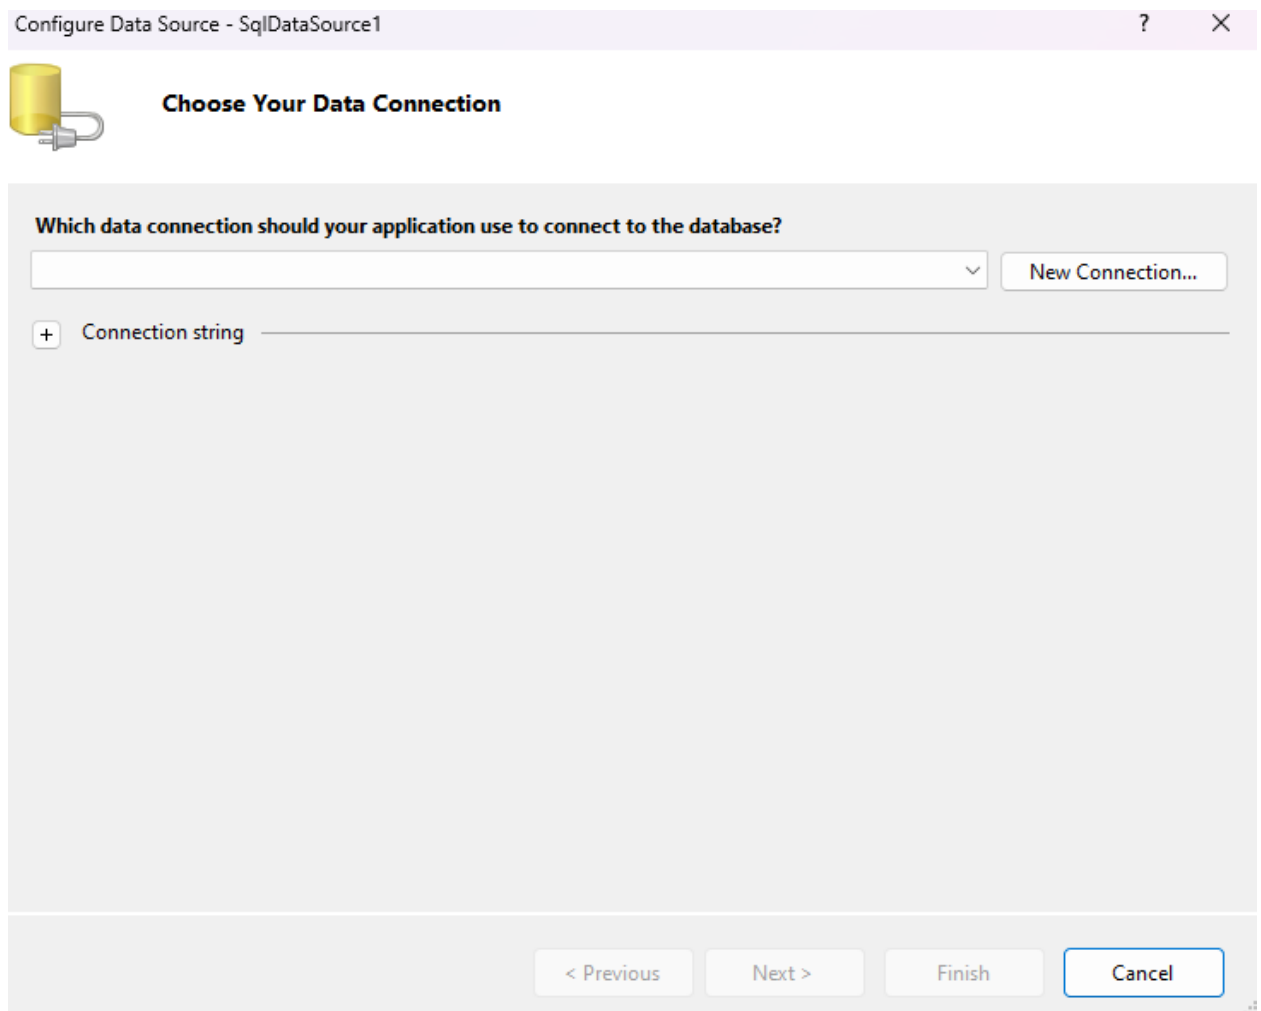 Configure Data Source - SqlDataSource1
?
Choose Your Data Connection
Which data connection should your application use to connect to the database?
New Connection...
+ Connection string
< Previous Next > Finish Cancel